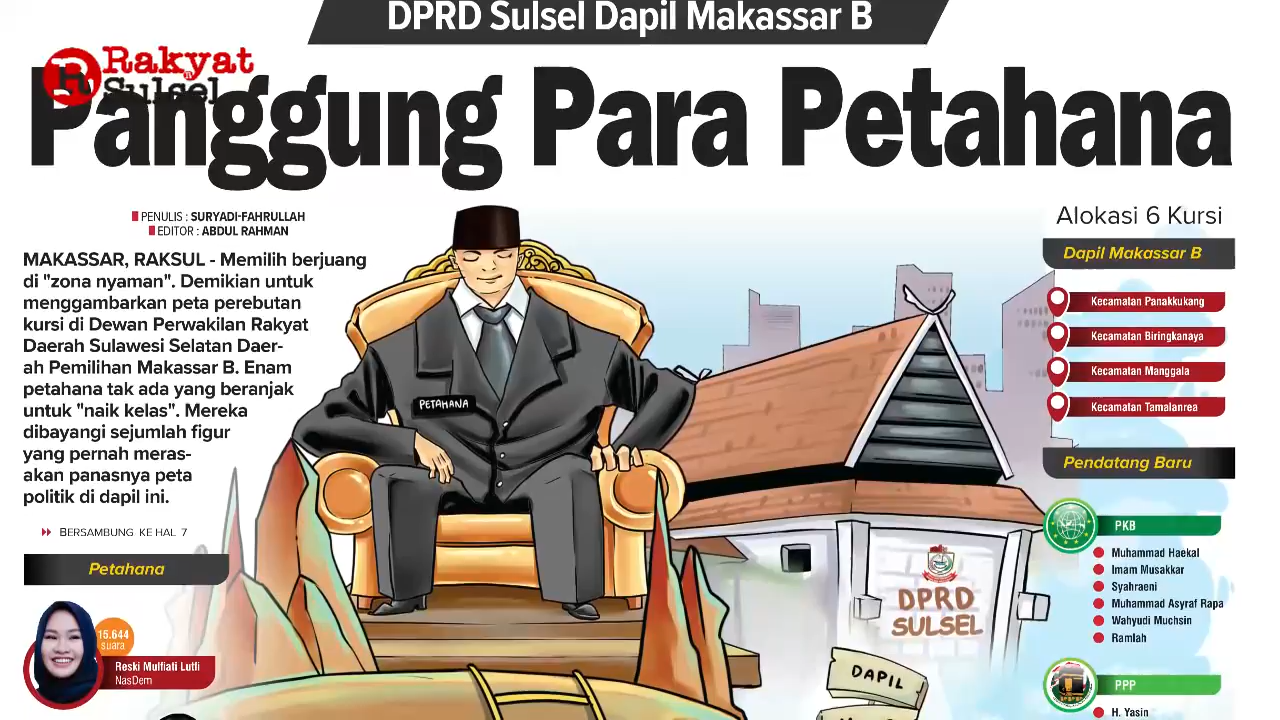 DPRD Sulsel Dapil Makassar B
Rakyat
Sulsel
Panggung Para Petahana
PENULIS : SURYADI-FAHRULLAH
EDITOR : ABDUL RAHMAN
MAKASSAR, RAKSUL - Memilih berjuang
di "zona nyaman". Demikian untuk
menggambarkan peta perebutan
kursi di Dewan Perwakilan Rakyat
Daerah Sulawesi Selatan Daer-
ah Pemilihan Makassar B. Enam
petahana tak ada yang beranjak
untuk "naik kelas". Mereka
dibayangi sejumlah figur
yang pernah meras-
akan panasnya peta
politik di dapil ini.
BERSAMBUNG KE HAL 7
Petahana
15.644
suara
Reski Mulfiati Lutfi
NasDem
PETAHANA
DPRD
SULSEL
DAPIL
Alokasi 6 Kursi
Dapil Makassar B
Kecamatan Panakkukang
Kecamatan Biringkanaya
Kecamatan Manggala
Kecamatan Tamalanrea
Pendatang Baru
PKB
Muhammad Haekal
Imam Musakkar
Syahraeni
Muhammad Asyraf Rapa
Wahyudi Muchsin
Ramlah
PPP
H. Yasin